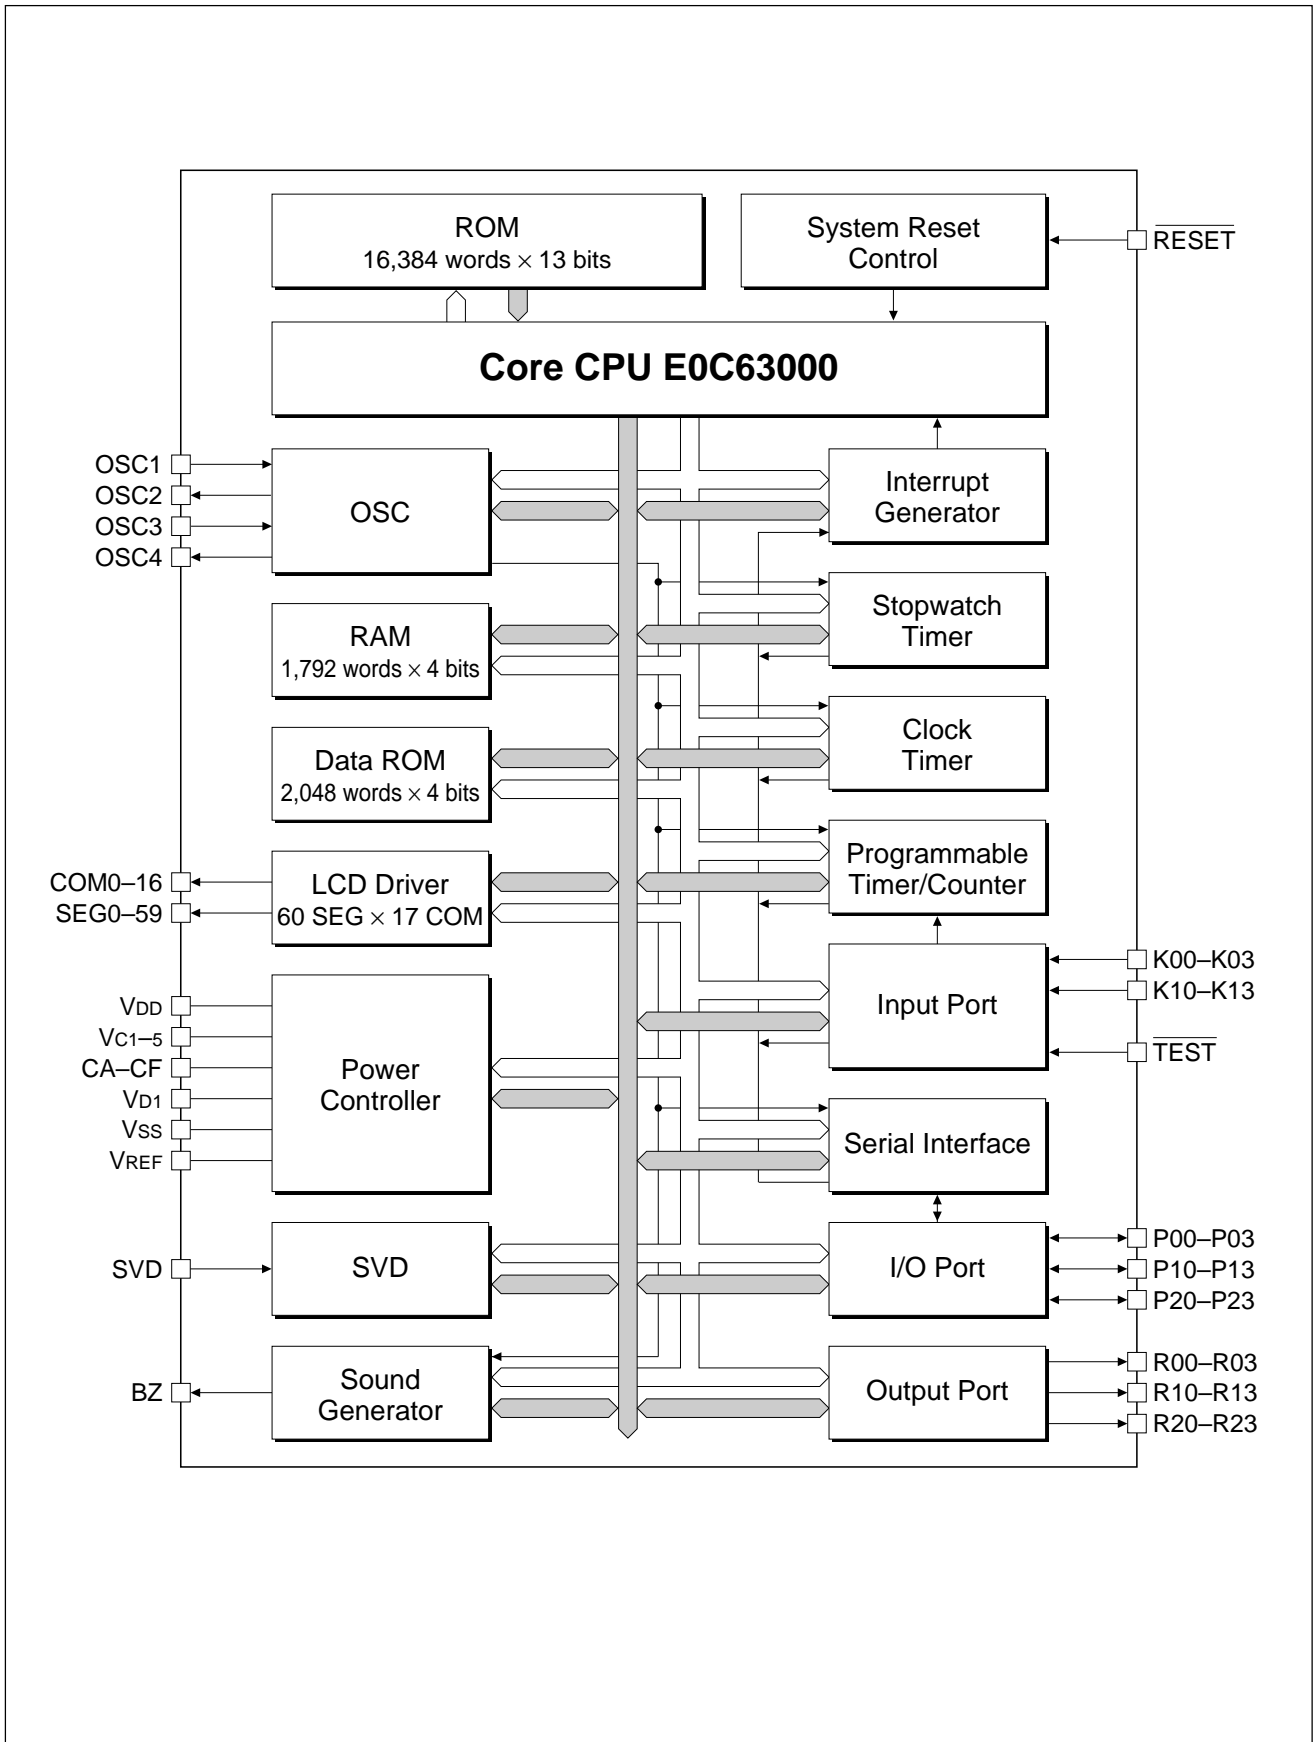 ROM
16,384 words × 13 bits
System Reset
Control
RESET
Core CPU E0C63000
OSC1
OSC2
OSC3
OSC4
OSC
Interrupt
Generator
RAM
1,792 words × 4 bits
Stopwatch
Timer
Data ROM
2,048 words × 4 bits
Clock
Timer
COM0–16
SEG0–59
LCD Driver
60 SEG × 17 COM
Programmable
Timer/Counter
VDD
VC1–5
CA–CF
VD1
VSS
VREF
Power
Controller
Input Port
K00–K03
K10–K13
TEST
Serial Interface
SVD
SVD
I/O Port
P00–P03
P10–P13
P20–P23
BZ
Sound
Generator
Output Port
R00–R03
R10–R13
R20–R23